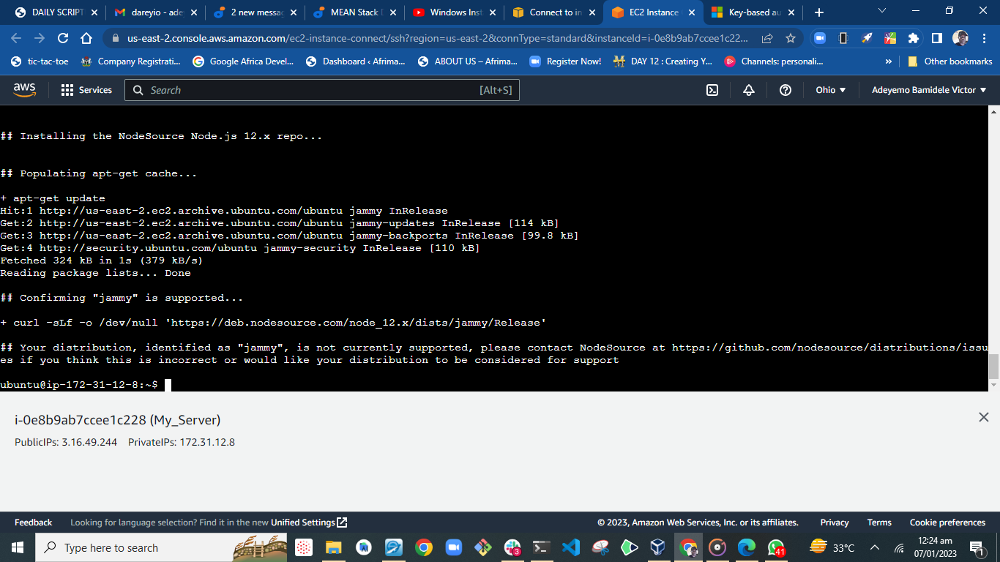 DAILY SCRIPT
dareyio - ade
2 new messa
MEAN Stack D
Windows Inst
Connect to in
EC2 Instance
Key-based au
us-east-2.console.aws.amazon.com/ec2-instance-connect/ssh?region=us-east-2&connType=standard&instanceId=i-0e8b9ab7ccee1c22...
tic-tac-toe
Company Registrati...
Google Africa Devel...
Dashboard ‹ Afrima...
ABOUT US – Afrima...
Register Now!
DAY 12 : Creating Y...
Channels: personali...
»
Other bookmarks
aws
Services
Search
[Alt+S]
Ohio
Adeyemo Bamidele Victor
## Installing the NodeSource Node.js 12.x repo...
## Populating apt-get cache...
+ apt-get update
Hit:1 http://us-east-2.ec2.archive.ubuntu.com/ubuntu jammy InRelease
Get:2 http://us-east-2.ec2.archive.ubuntu.com/ubuntu jammy-updates InRelease [114 kB]
Get:3 http://us-east-2.ec2.archive.ubuntu.com/ubuntu jammy-backports InRelease [99.8 kB]
Get:4 http://security.ubuntu.com/ubuntu jammy-security InRelease [110 kB]
Fetched 324 kB in 1s (379 kB/s)
Reading package lists... Done
## Confirming "jammy" is supported...
+ curl -sLf -o /dev/null 'https://deb.nodesource.com/node_12.x/dists/jammy/Release'
## Your distribution, identified as "jammy", is not currently supported, please contact NodeSource at https://github.com/nodesource/distributions/issu
es if you think this is incorrect or would like your distribution to be considered for support
ubuntu@ip-172-31-12-8:~$
i-0e8b9ab7ccee1c228 (My_Server)
PublicIPs: 3.16.49.244 PrivateIPs: 172.31.12.8
Feedback
Looking for language selection? Find it in the new Unified Settings
© 2023, Amazon Web Services, Inc. or its affiliates.
Privacy
Terms
Cookie preferences
Type here to search
3
41
33°C
12:24 am
07/01/2023
1